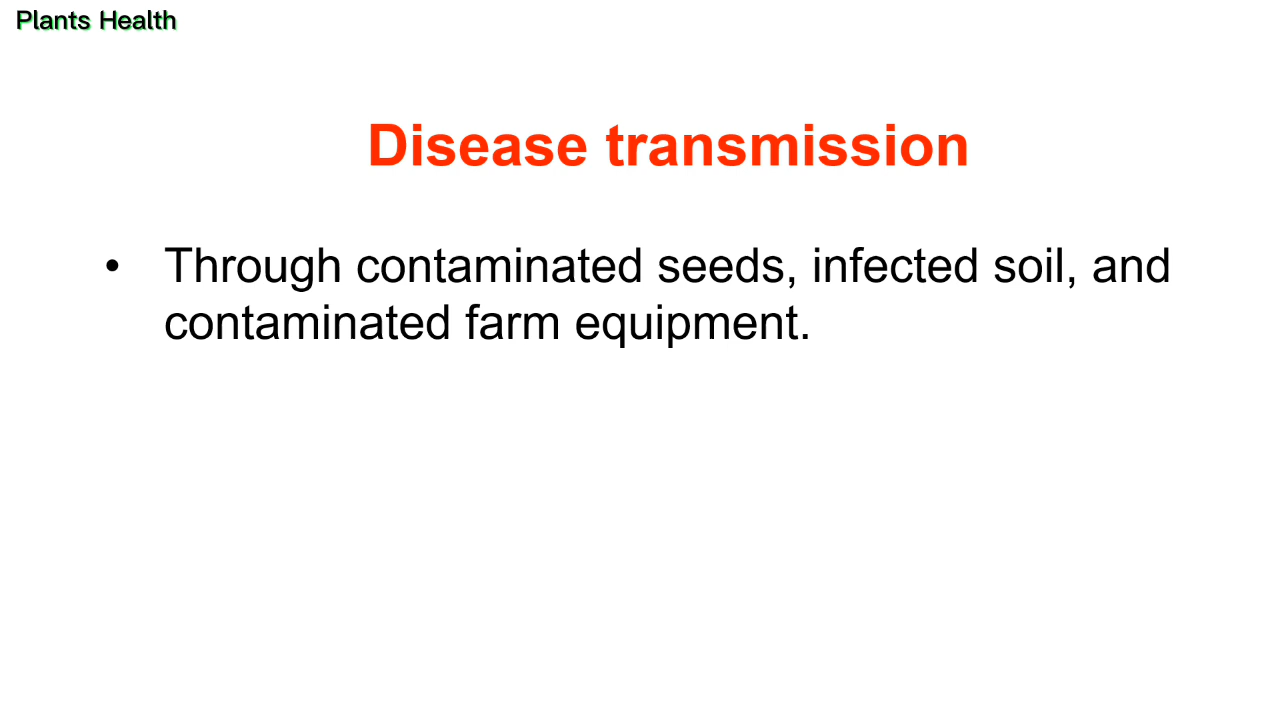 Plants Health
Disease transmission
• Through contaminated seeds, infected soil, and
contaminated farm equipment.